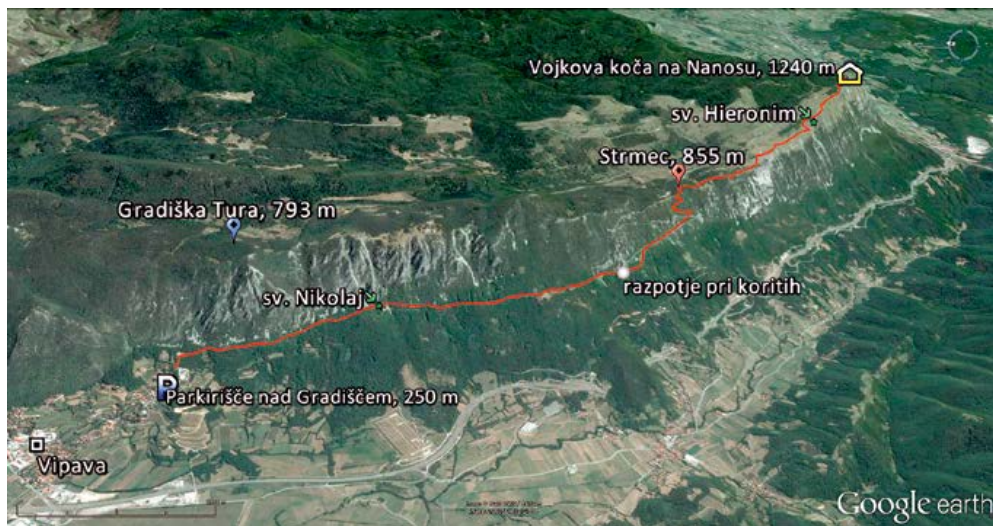 Vojkova koča na Nanosu, 1240 m
sv. Hieronim
Strmec, 855 m
Gradiška Tura, 793 m
sv. Nikolaj
razpotje pri koritih
P
Parkirišče nad Gradiščem, 250 m
Vipava
Google earth